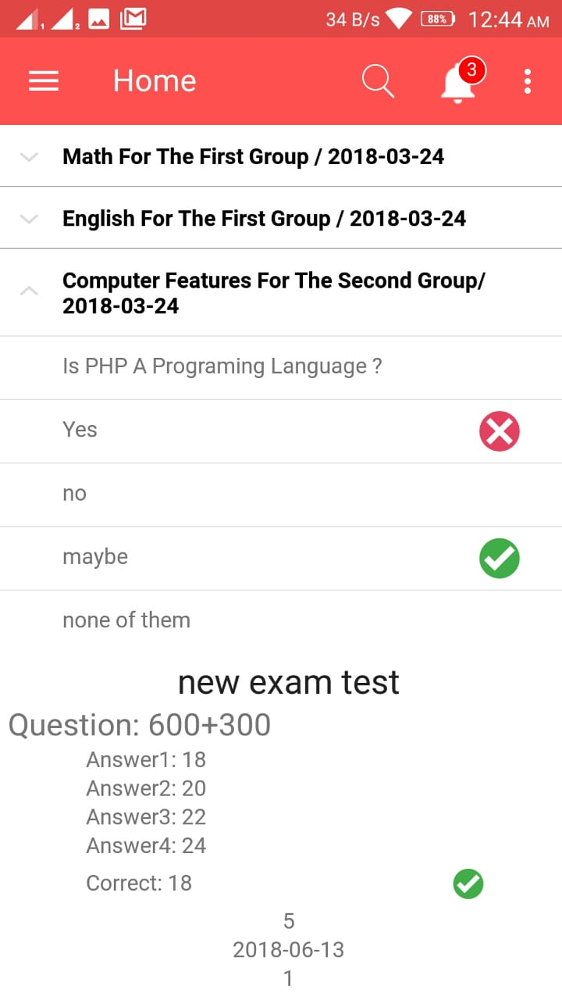 1 2 34 B/s 88% 12:44 AM
Home 3
Math For The First Group / 2018-03-24
English For The First Group / 2018-03-24
Computer Features For The Second Group/
2018-03-24
Is PHP A Programing Language ?
Yes
no
maybe
none of them
new exam test
Question: 600+300
Answer1: 18
Answer2: 20
Answer3: 22
Answer4: 24
Correct: 18
5
2018-06-13
1